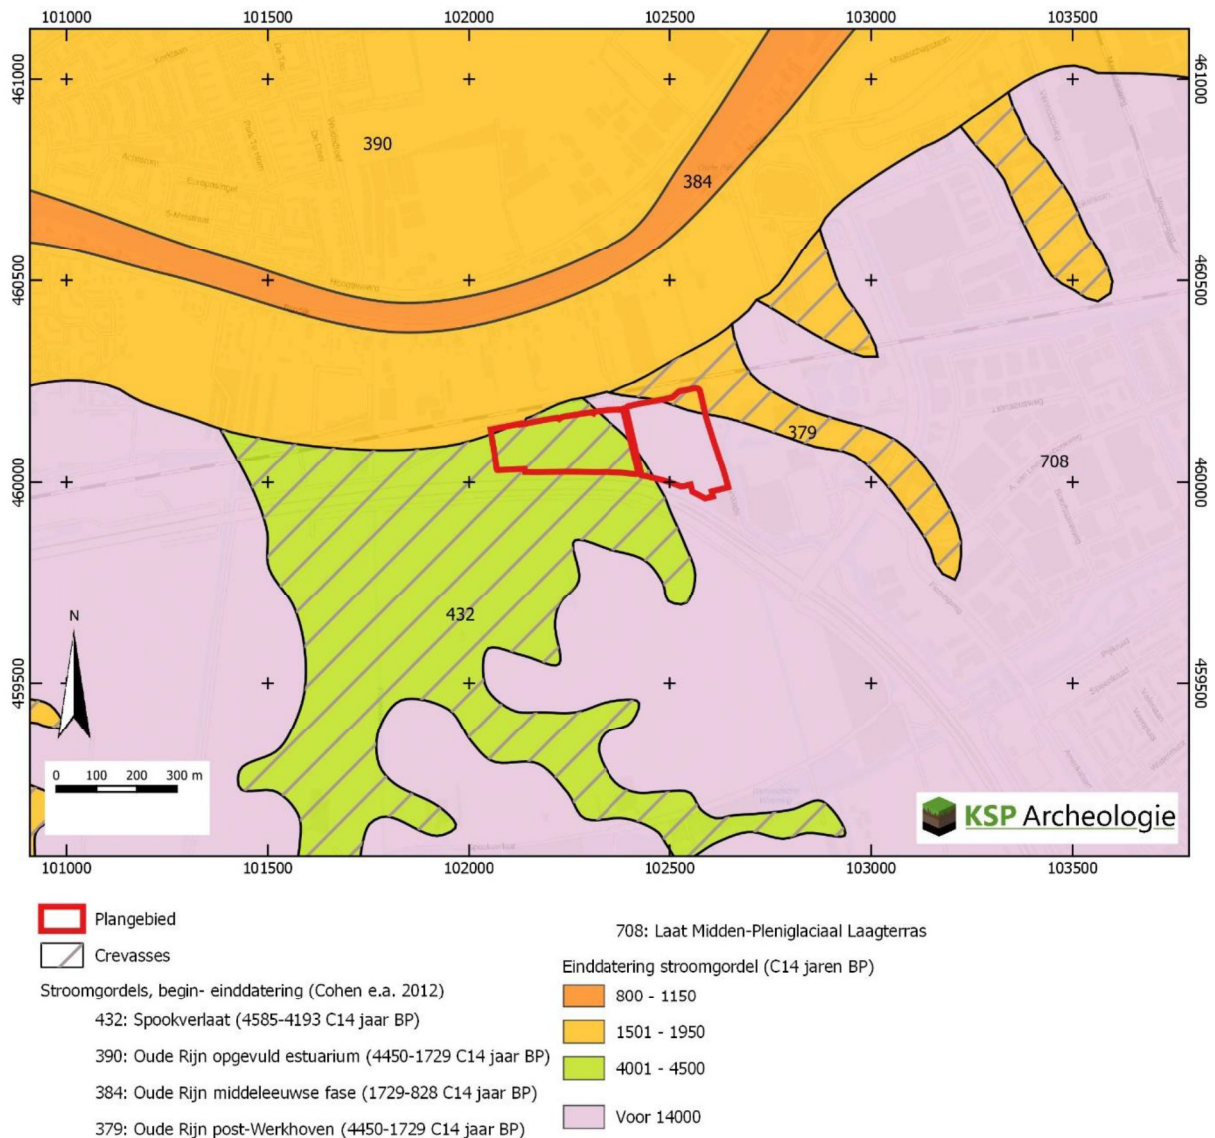 101000 101500 102000 102500 103000 103500
461000 461000
390
384
460500 460500
379
708
460000 460000
432
N
459500 459500
0 100 200 300 m
KSP Archeologie
101000 101500 102000 102500 103000 103500
Plangebied
Crevasses
Stroomgordels, begin- einddatering (Cohen e.a. 2012)
432: Spookverlaat (4585-4193 C14 jaar BP)
390: Oude Rijn opgevuld estuarium (4450-1729 C14 jaar BP)
384: Oude Rijn middeleeuwse fase (1729-828 C14 jaar BP)
379: Oude Rijn post-Werkhoven (4450-1729 C14 jaar BP)
708: Laat Midden-Pleniglaciaal Laagterras
Einddatering stroomgordel (C14 jaren BP)
800 - 1150
1501 - 1950
4001 - 4500
Voor 14000